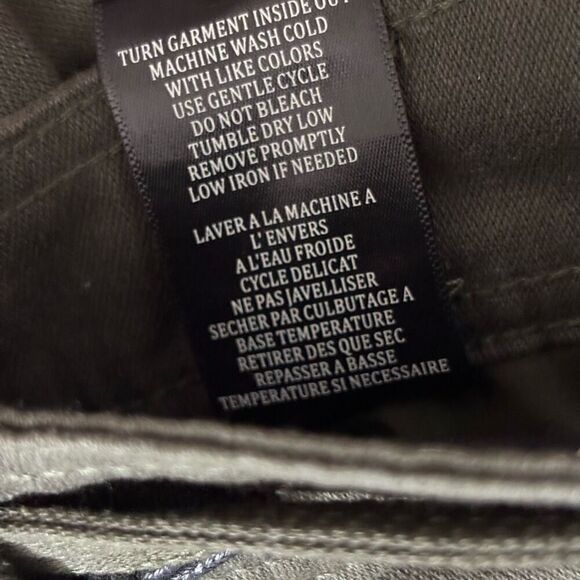 TURN GARMENT INSIDE OUT
MACHINE WASH COLD
WITH LIKE COLORS
USE GENTLE CYCLE
DO NOT BLEACH
TUMBLE DRY LOW
REMOVE PROMPTLY
LOW IRON IF NEEDED
LAVER A LA MACHINE A
L' ENVERS
A L'EAU FROIDE
CYCLE DELICAT
NE PAS JAVELLISER
SECHER PAR CULBUTAGE A
BASE TEMPERATURE
RETIRER DES QUE SEC
REPASSER A BASSE
TEMPERATURE SI NECESSAIRE